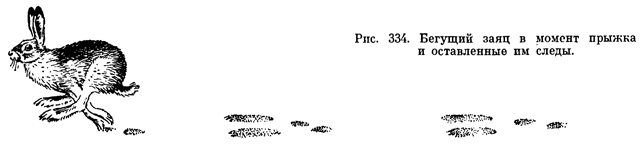 Рис. 334. Бегущий заяц в момент прыжка
и оставленные им следы.